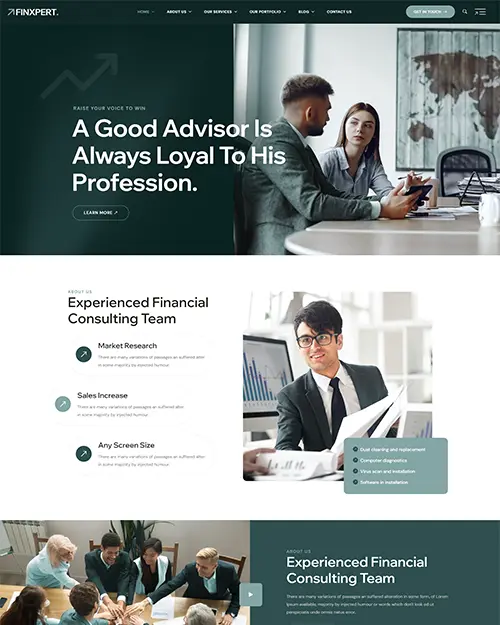 FINXPERT.
HOME
ABOUT US
OUR SERVICES
OUR PORTFOLIO
BLOG
CONTACT US
GET IN TOUCH
RAISE YOUR VOICE TO WIN
A Good Advisor Is
Always Loyal To His
Profession.
LEARN MORE
ABOUT US
Experienced Financial
Consulting Team
Market Research
There are many variations of passages an suffered alter
in some majority by injected humour.
Sales Increase
There are many variations of passages an suffered alter
in some majority by injected humour.
Any Screen Size
There are many variations of passages an suffered alter
in some majority by injected humour.
Dust cleaning and replacement
Computer diagnostics
Virus scan and installation
Software in installation
ABOUT US
Experienced Financial
Consulting Team
There are many variations of passages an suffered alteration in some form, of Lorem
Ipsum available, majority by injected humour or words which don't look ad ut
perspiciatis unde omnis natus error.